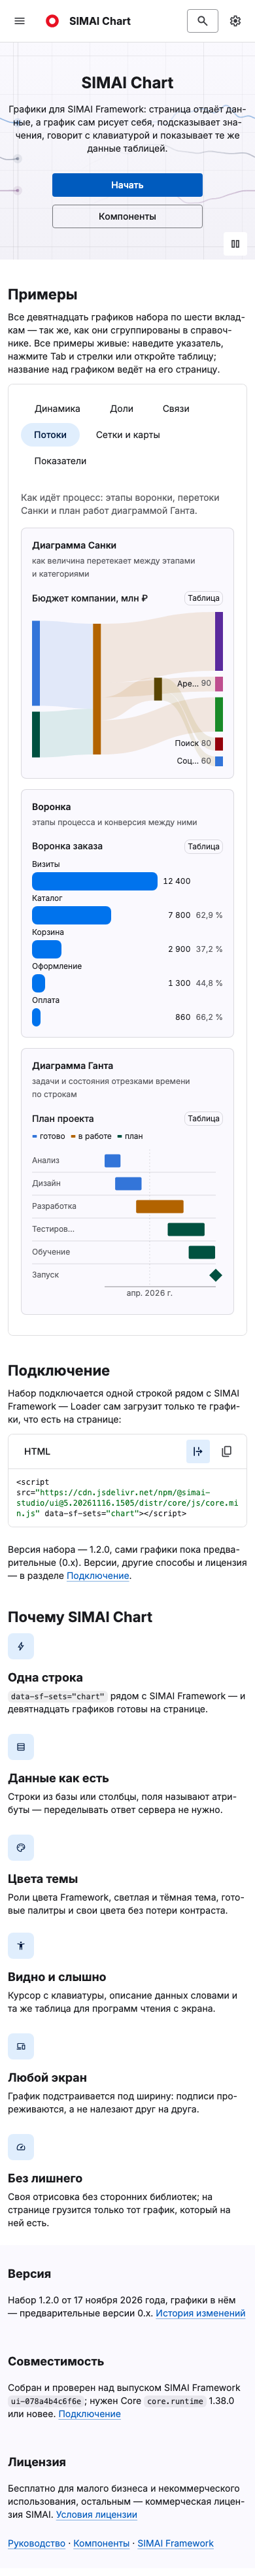 SIMAI Chart
SIMAI Chart
Графики для SIMAI Framework: страница отдаёт дан-
ные, а график сам рисует себя, подсказывает зна-
чения, говорит с клавиатурой и показывает те же
данные таблицей.
Начать
Компоненты
Примеры
Все девятнадцать графиков набора по шести вклад-
кам — так же, как они сгруппированы в справоч-
нике. Все примеры живые: наведите указатель,
нажмите Tab и стрелки или откройте таблицу;
название над графиком ведёт на его страницу.
Динамика Доли Связи
Потоки Сетки и карты
Показатели
Как идёт процесс: этапы воронки, перетоки
Санки и план работ диаграммой Ганта.
Диаграмма Санки
как величина перетекает между этапами
и категориями
Бюджет компании, млн ₽ Таблица
Аре... 90
Поиск 80
Соц... 60
Воронка
этапы процесса и конверсия между ними
Воронка заказа Таблица
Визиты
12 400
Каталог
7 800 62,9 %
Корзина
2 900 37,2 %
Оформление
1 300 44,8 %
Оплата
860 66,2 %
Диаграмма Ганта
задачи и состояния отрезками времени
по строкам
План проекта Таблица
готово в работе план
Анализ
Дизайн
Разработка
Тестиров...
Обучение
Запуск
апр. 2026 г.
Подключение
Набор подключается одной строкой рядом с SIMAI
Framework — Loader сам загрузит только те графи-
ки, что есть на странице:
HTML
<script
src="https://cdn.jsdelivr.net/npm/@simai-
studio/ui@5.20261116.1505/distr/core/js/core.mi
n.js" data-sf-sets="chart"></script>
Версия набора — 1.2.0, сами графики пока предва-
рительные (0.x). Версии, другие способы и лицензия
— в разделе Подключение.
Почему SIMAI Chart
Одна строка
data-sf-sets="chart" рядом с SIMAI Framework — и
девятнадцать графиков готовы на странице.
Данные как есть
Строки из базы или столбцы, поля называют атри-
буты — переделывать ответ сервера не нужно.
Цвета темы
Роли цвета Framework, светлая и тёмная тема, гото-
вые палитры и свои цвета без потери контраста.
Видно и слышно
Курсор с клавиатуры, описание данных словами и
та же таблица для программ чтения с экрана.
Любой экран
График подстраивается под ширину: подписи про-
реживаются, а не налезают друг на друга.
Без лишнего
Своя отрисовка без сторонних библиотек; на
странице грузится только тот график, который на
ней есть.
Версия
Набор 1.2.0 от 17 ноября 2026 года, графики в нём
— предварительные версии 0.x. История изменений
Совместимость
Собран и проверен над выпуском SIMAI Framework
ui-078a4b4c6f6e; нужен Core core.runtime 1.38.0
или новее. Подключение
Лицензия
Бесплатно для малого бизнеса и некоммерческого
использования, остальным — коммерческая лицен-
зия SIMAI. Условия лицензии
Руководство · Компоненты · SIMAI Framework